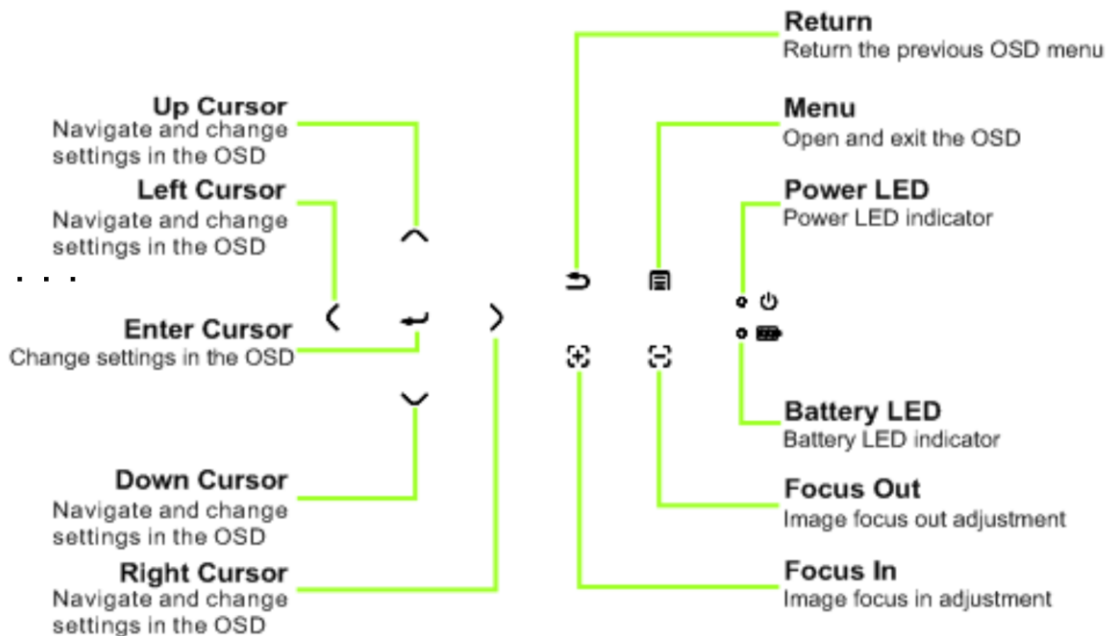 Up Cursor
Navigate and change
settings in the OSD
Left Cursor
Navigate and change
settings in the OSD
. . .
Enter Cursor
Change settings in the OSD
Down Cursor
Navigate and change
settings in the OSD
Right Cursor
Navigate and change
settings in the OSD
Return
Return the previous OSD menu
Menu
Open and exit the OSD
Power LED
Power LED indicator
Battery LED
Battery LED indicator
Focus Out
Image focus out adjustment
Focus In
Image focus in adjustment